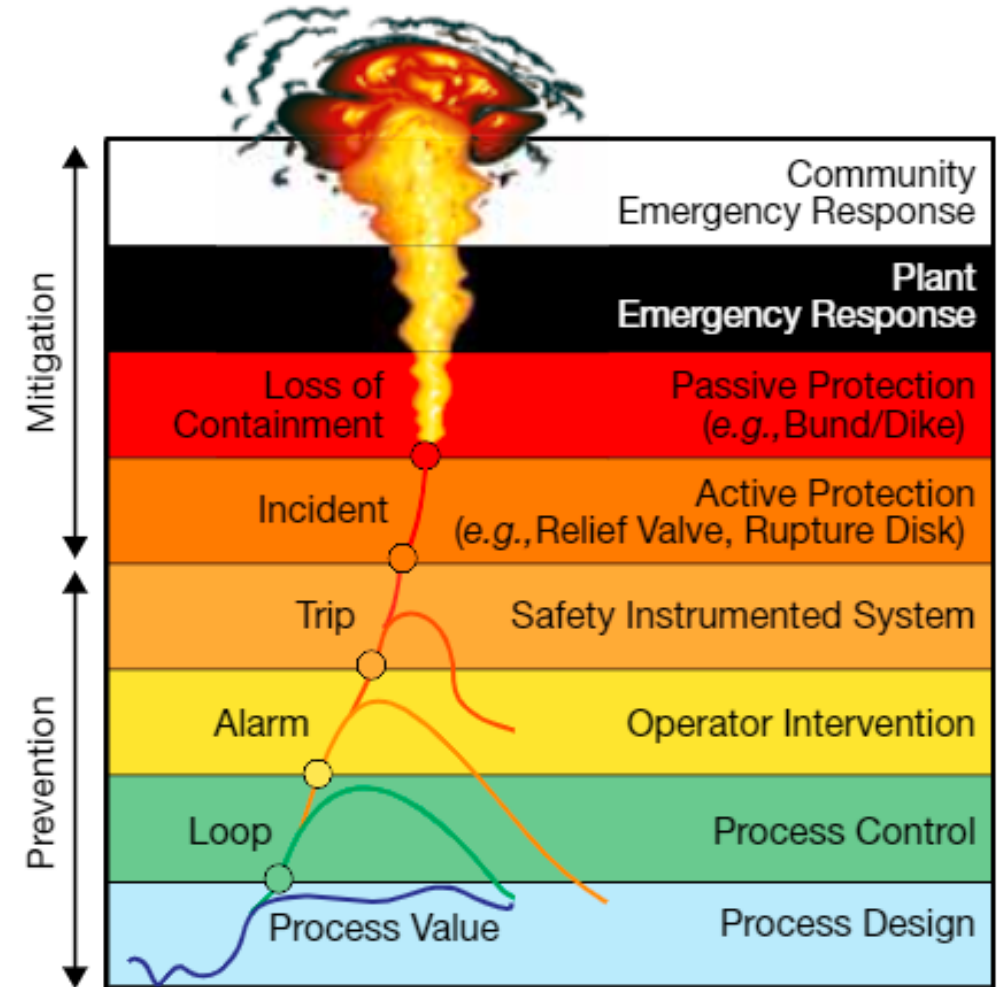 Community
Emergency Response
Plant
Emergency Response
Mitigation
Loss of
Containment
Passive Protection
(e.g.,Bund/Dike)
Incident
Active Protection
(e.g.,Relief Valve, Rupture Disk)
Trip
Safety Instrumented System
Prevention
Alarm
Operator Intervention
Loop
Process Control
Process Value
Process Design